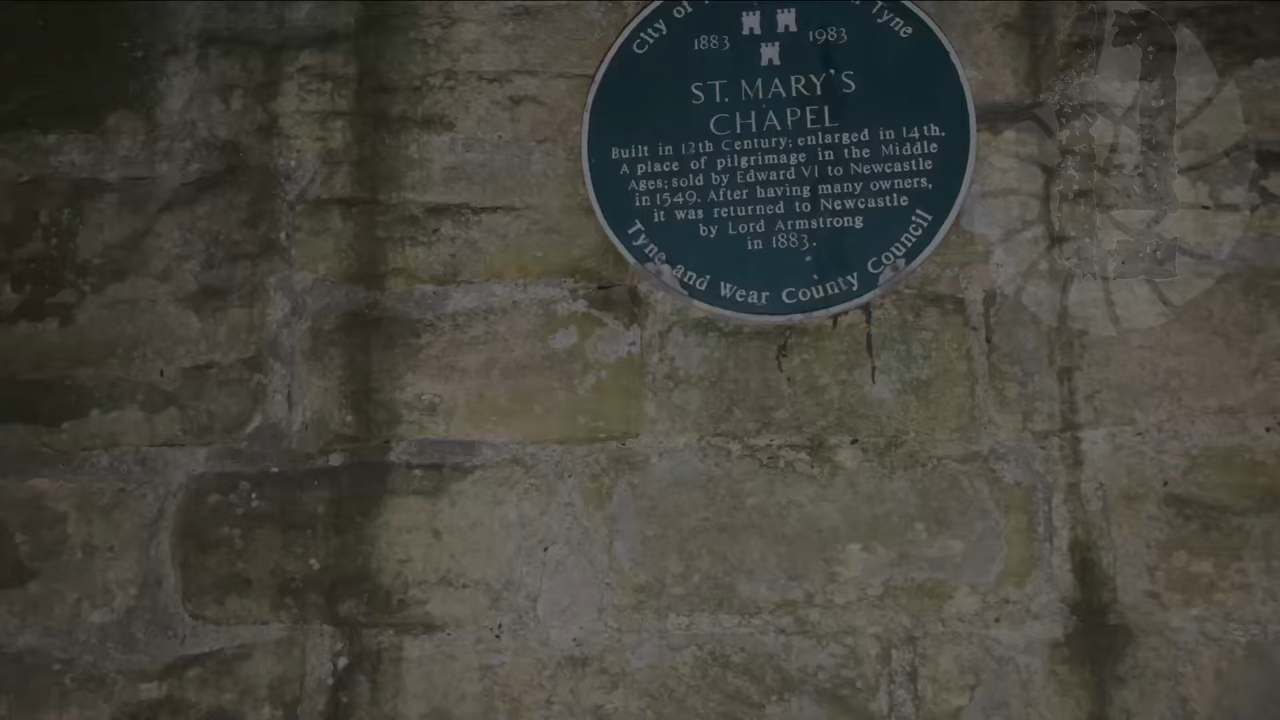 City of Tyne
1883 1983
ST. MARY'S
CHAPEL
Built in 12th Century; enlarged in 14th.
A place of pilgrimage in the Middle
Ages; sold by Edward VI to Newcastle
in 1549. After having many owners,
it was returned to Newcastle
by Lord Armstrong
in 1883.
Tyne and Wear County Council